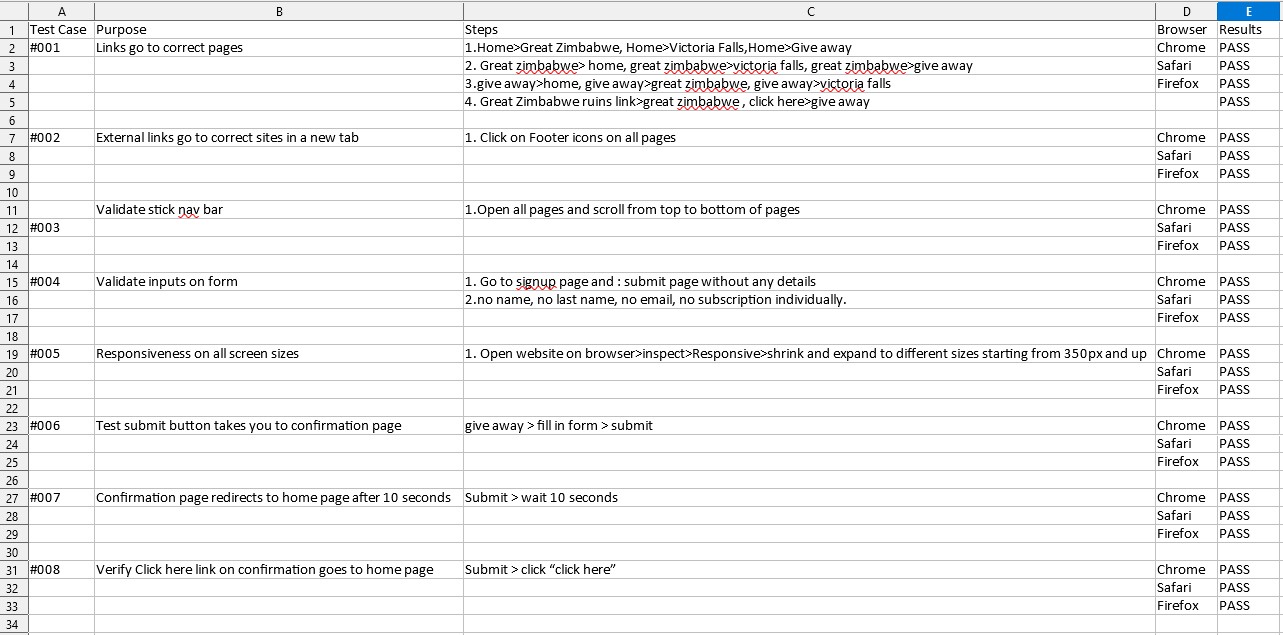 A B C D E
1 Test Case Purpose Steps Browser Results
2 #001 Links go to correct pages 1.Home>Great Zimbabwe, Home>Victoria Falls,Home>Give away Chrome PASS
3 2. Great zimbabwe> home, great zimbabwe>victoria falls, great zimbabwe>give away Safari PASS
4 3.give away>home, give away>great zimbabwe, give away>victoria falls Firefox PASS
5 4. Great Zimbabwe ruins link>great zimbabwe , click here>give away PASS
6
7 #002 External links go to correct sites in a new tab 1. Click on Footer icons on all pages Chrome PASS
8 Safari PASS
9 Firefox PASS
10
11 Validate stick nav bar 1.Open all pages and scroll from top to bottom of pages Chrome PASS
12 #003 Safari PASS
13 Firefox PASS
14
15 #004 Validate inputs on form 1. Go to signup page and : submit page without any details Chrome PASS
16 2.no name, no last name, no email, no subscription individually. Safari PASS
17 Firefox PASS
18
19 #005 Responsiveness on all screen sizes 1. Open website on browser>inspect>Responsive>shrink and expand to different sizes starting from 350px and up Chrome PASS
20 Safari PASS
21 Firefox PASS
22
23 #006 Test submit button takes you to confirmation page give away > fill in form > submit Chrome PASS
24 Safari PASS
25 Firefox PASS
26
27 #007 Confirmation page redirects to home page after 10 seconds Submit > wait 10 seconds Chrome PASS
28 Safari PASS
29 Firefox PASS
30
31 #008 Verify Click here link on confirmation goes to home page Submit > click “click here” Chrome PASS
32 Safari PASS
33 Firefox PASS
34